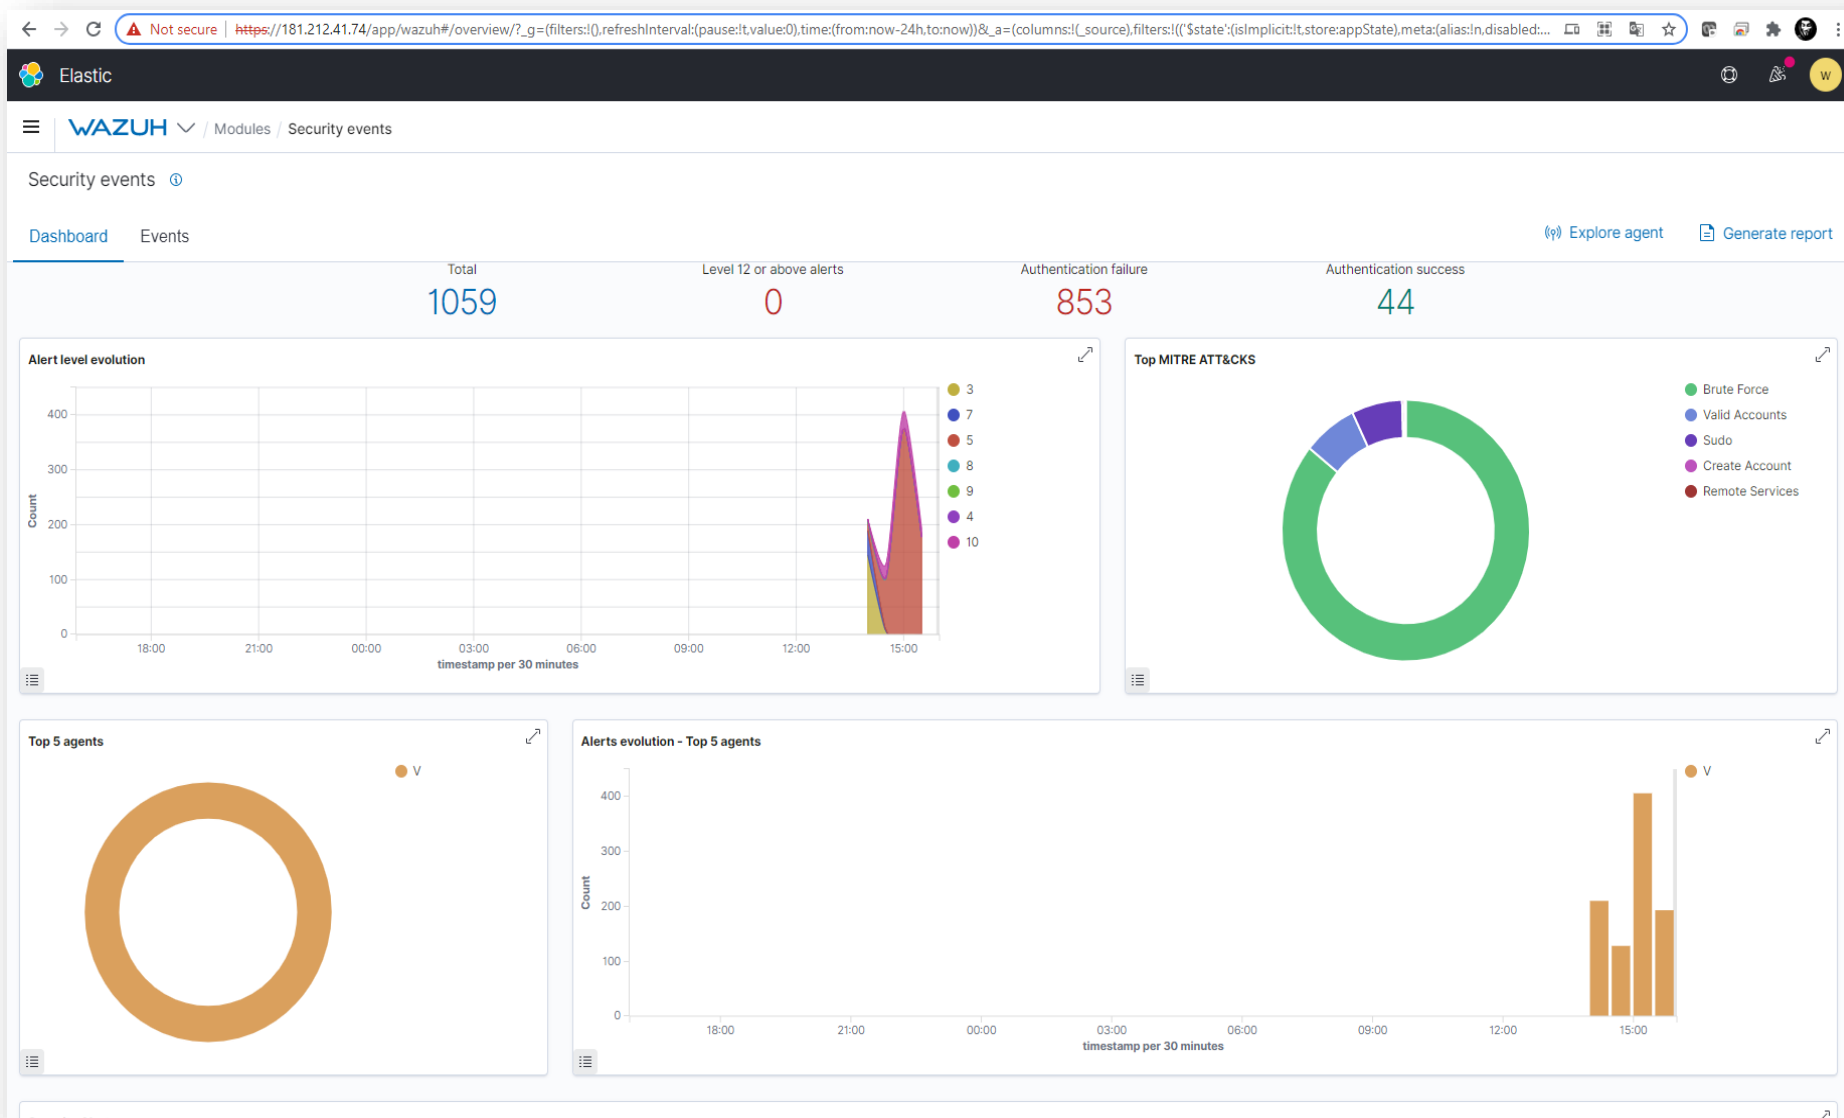 Not secure https://181.212.41.74/app/wazuh#/overview/?_g=(filters:!(),refreshInterval:(pause:!t,value:0),time:(from:now-24h,to:now))&_a=(columns:!(_source),filters:!(('$state':(isImplicit:!t,store:appState),meta:(alias:!n,disabled:...
Elastic
W
WAZUH / Modules / Security events
Security events
Dashboard Events
Explore agent Generate report
Total Level 12 or above alerts Authentication failure Authentication success
1059 0 853 44
Alert level evolution
400
300
200
100
0
Count
18:00 21:00 00:00 03:00 06:00 09:00 12:00 15:00
timestamp per 30 minutes
3
7
5
8
9
4
10
Top MITRE ATT&CKS
Brute Force
Valid Accounts
Sudo
Create Account
Remote Services
Top 5 agents
V
Alerts evolution - Top 5 agents
400
300
200
100
0
Count
18:00 21:00 00:00 03:00 06:00 09:00 12:00 15:00
timestamp per 30 minutes
V